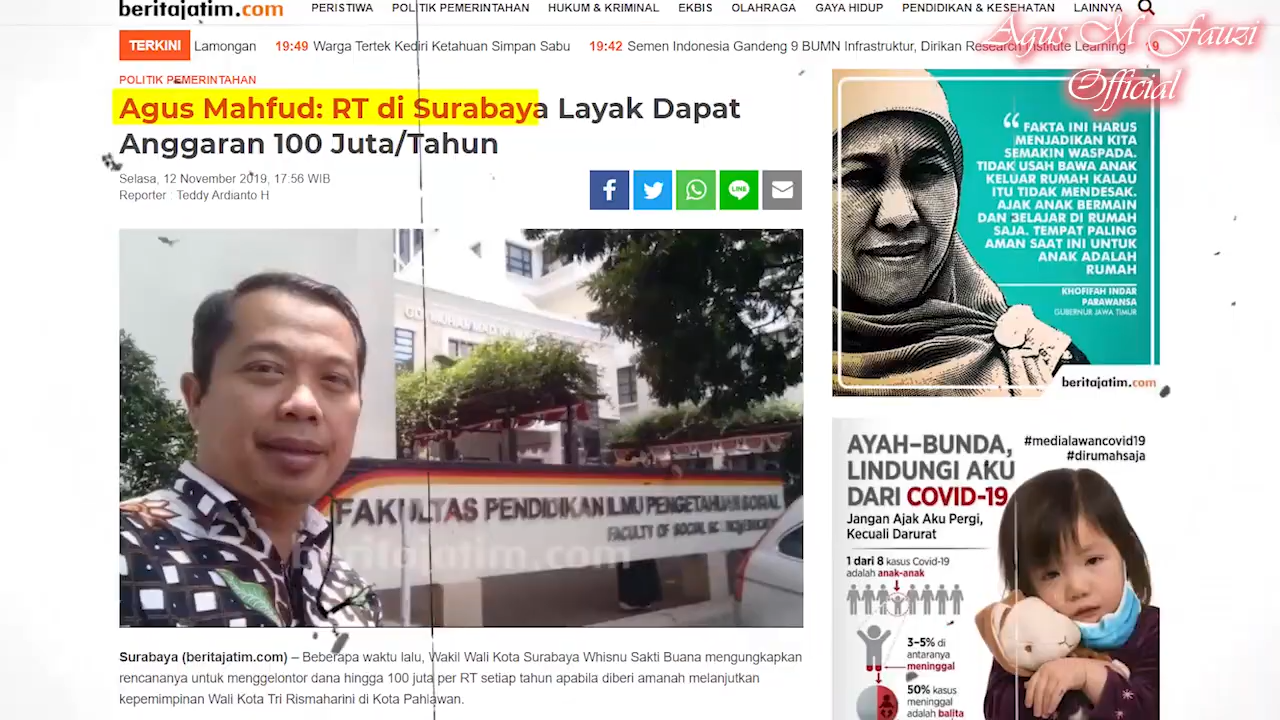 beritajatim.com
PERISTIWA POLITIK PEMERINTAHAN HUKUM & KRIMINAL EKBIS OLAHRAGA GAYA HIDUP PENDIDIKAN & KESEHATAN LAINNYA
TERKINI Lamongan 19:49 Warga Tertek Kediri Ketahuan Simpan Sabu 19:42 Semen Indonesia Gandeng 9 BUMN Infrastruktur, Dirikan Research Institute Learning 19
Agus M Fauzi
Official
POLITIK PEMERINTAHAN
Agus Mahfud: RT di Surabaya Layak Dapat
Anggaran 100 Juta/Tahun
Selasa, 12 November 2019, 17:56 WIB
Reporter : Teddy Ardianto H
FAKULTAS PENDIDIKAN ILMU PENGETAHUAN SOSIAL
FACULTY OF SOCIAL
beritajatim.com
Surabaya (beritajatim.com) – Beberapa waktu lalu, Wakil Wali Kota Surabaya Whisnu Sakti Buana mengungkapkan
rencananya untuk menggelontor dana hingga 100 juta per RT setiap tahun apabila diberi amanah melanjutkan
kepemimpinan Wali Kota Tri Rismaharini di Kota Pahlawan.
“ FAKTA INI HARUS
MENJADIKAN KITA
SEMAKIN WASPADA.
TIDAK USAH BAWA ANAK
KELUAR RUMAH KALAU
ITU TIDAK MENDESAK.
AJAK ANAK BERMAIN
DAN BELAJAR DI RUMAH
SAJA. TEMPAT PALING
AMAN SAAT INI UNTUK
ANAK ADALAH
RUMAH
KHOFIFAH INDAR
PARAWANSA
GUBERNUR JAWA TIMUR
beritajatim.com
AYAH–BUNDA,
LINDUNGI AKU
DARI COVID-19
#medialawancovid19
#dirumahsaja
Jangan Ajak Aku Pergi,
Kecuali Darurat
1 dari 8 kasus Covid-19
adalah anak-anak
3–5% di
antaranya
meninggal
50% kasus
meninggal
adalah balita